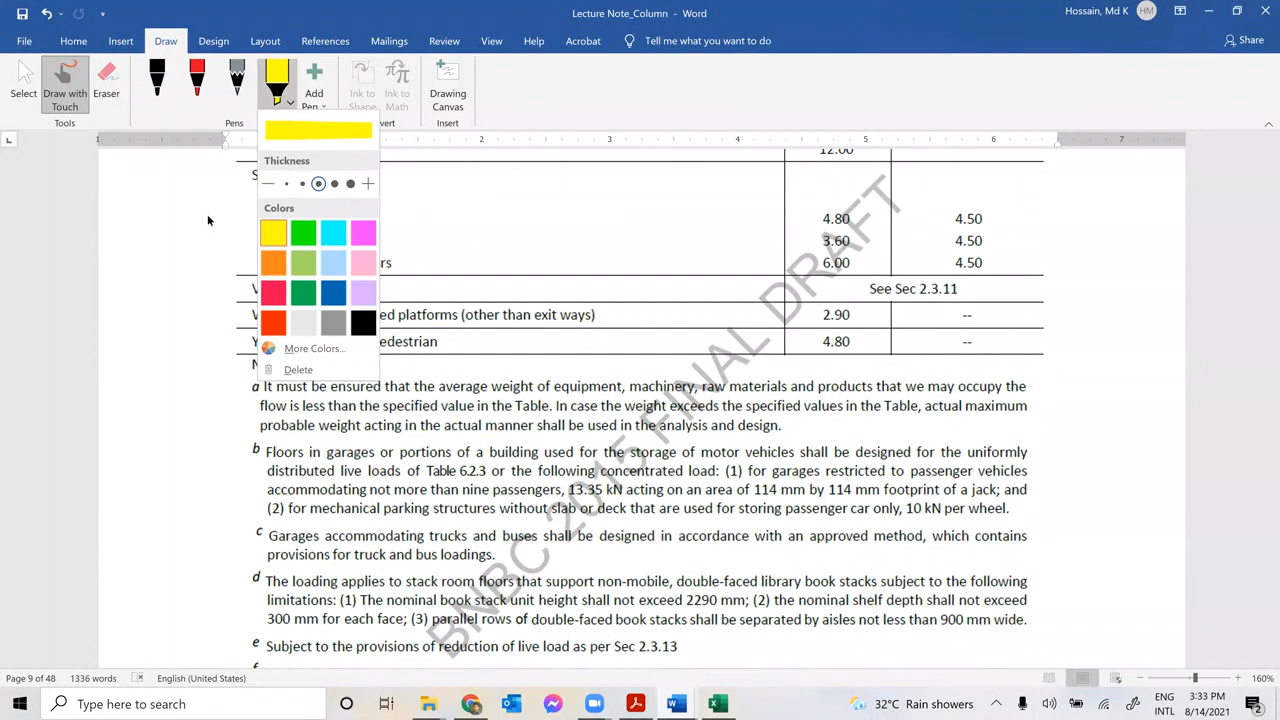 Lecture Note_Column - Word
Hossain, Md K
HM
File
Home
Insert
Draw
Design
Layout
References
Mailings
Review
View
Help
Acrobat
Tell me what you want to do
Share
Select
Draw with Touch
Eraser
Add Pen
Ink to Shape
Ink to Math
Drawing Canvas
Tools
Pens
vert
Insert
Thickness
Colors
More Colors...
Delete
1
2
3
4
5
6
7
12.00
S
4.80 4.50
3.60 4.50
rs 6.00 4.50
V See Sec 2.3.11
W ed platforms (other than exit ways) 2.90 --
Y edestrian 4.80 --
N
a It must be ensured that the average weight of equipment, machinery, raw materials and products that we may occupy the
flow is less than the specified value in the Table. In case the weight exceeds the specified values in the Table, actual maximum
probable weight acting in the actual manner shall be used in the analysis and design.
b Floors in garages or portions of a building used for the storage of motor vehicles shall be designed for the uniformly
distributed live loads of Table 6.2.3 or the following concentrated load: (1) for garages restricted to passenger vehicles
accommodating not more than nine passengers, 13.35 kN acting on an area of 114 mm by 114 mm footprint of a jack; and
(2) for mechanical parking structures without slab or deck that are used for storing passenger car only, 10 kN per wheel.
c Garages accommodating trucks and buses shall be designed in accordance with an approved method, which contains
provisions for truck and bus loadings.
d The loading applies to stack room floors that support non-mobile, double-faced library book stacks subject to the following
limitations: (1) The nominal book stack unit height shall not exceed 2290 mm; (2) the nominal shelf depth shall not exceed
300 mm for each face; (3) parallel rows of double-faced book stacks shall be separated by aisles not less than 900 mm wide.
e Subject to the provisions of reduction of live load as per Sec 2.3.13
f
BNBC 2015 FINAL DRAFT
Page 9 of 48
1336 words
English (United States)
160%
Type here to search
32°C Rain showers
ENG
INTL
3:33 PM
8/14/2021
2